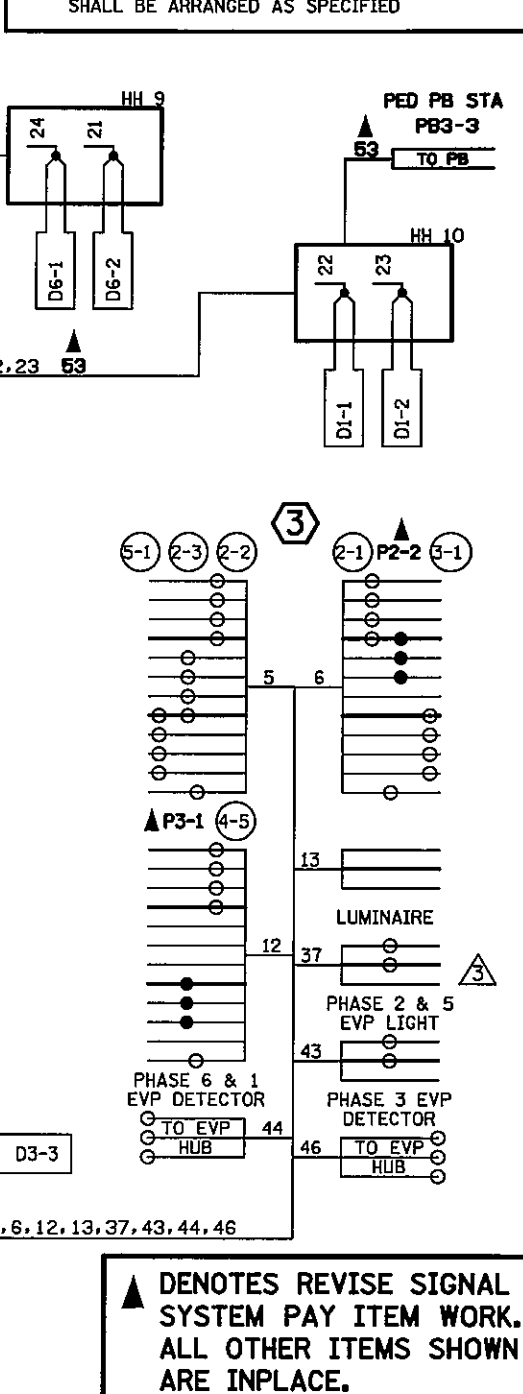 SHALL BE ARRANGED AS SPECIFIED
HH 9
24
21
D6-1
D6-2
PED PB STA
PB3-3
53
TO PB
HH 10
22
23
D1-1
D1-2
,23 53
3
5-1 2-3 2-2
2-1 P2-2 3-1
5
6
P3-1 4-5
13
LUMINAIRE
12
37
3
PHASE 2 & 5
EVP LIGHT
43
PHASE 6 & 1
EVP DETECTOR
PHASE 3 EVP
DETECTOR
TO EVP
HUB
44
46
TO EVP
HUB
D3-3
,6,12,13,37,43,44,46
DENOTES REVISE SIGNAL
SYSTEM PAY ITEM WORK.
ALL OTHER ITEMS SHOWN
ARE INPLACE.